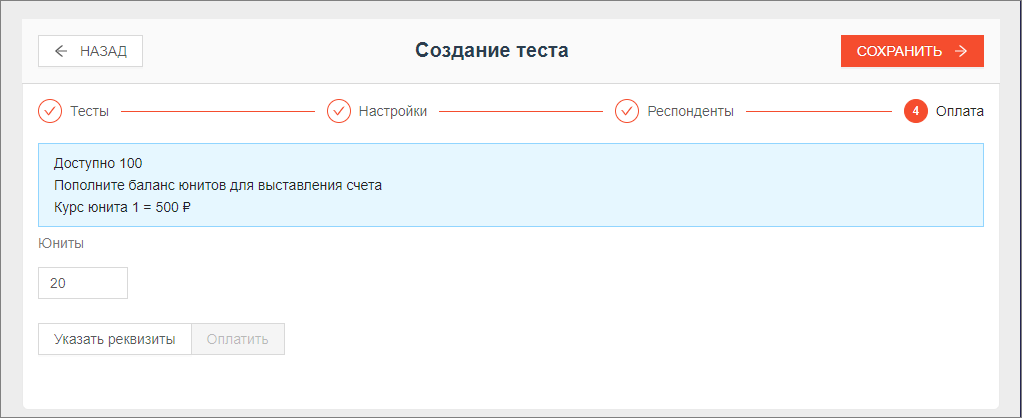 НАЗАД
Создание теста
СОХРАНИТЬ
Тесты
Настройки
Респонденты
4 Оплата
Доступно 100
Пополните баланс юнитов для выставления счета
Курс юнита 1 = 500 ₽
Юниты
20
Указать реквизиты
Оплатить